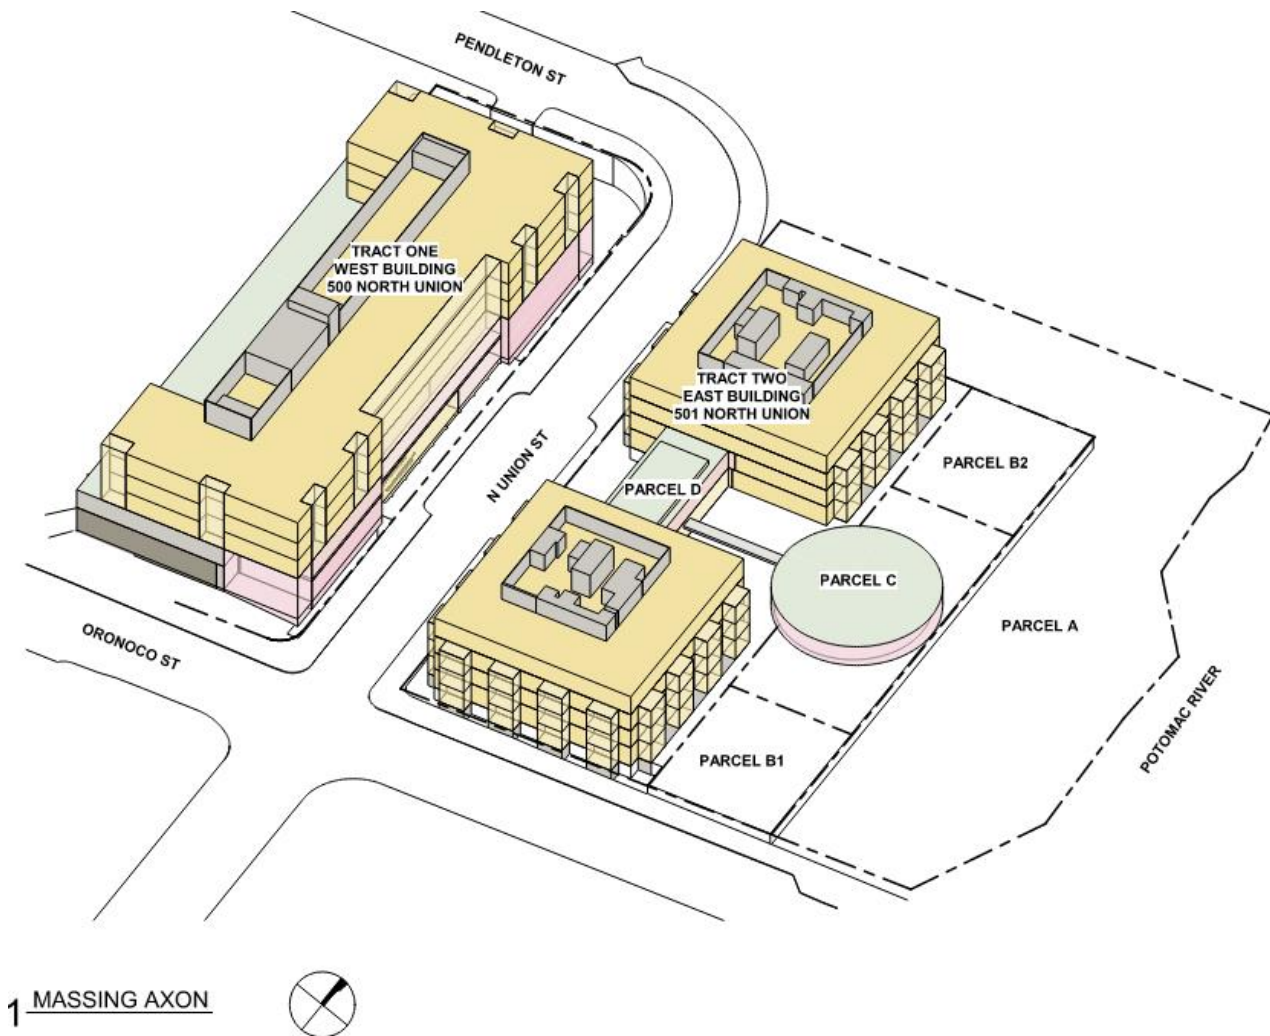 PENDLETON ST
TRACT ONE
WEST BUILDING
500 NORTH UNION
TRACT TWO
EAST BUILDING
501 NORTH UNION
PARCEL B2
N UNION ST
PARCEL D
PARCEL C
PARCEL A
ORONOCO ST
POTOMAC RIVER
PARCEL B1
1 MASSING AXON